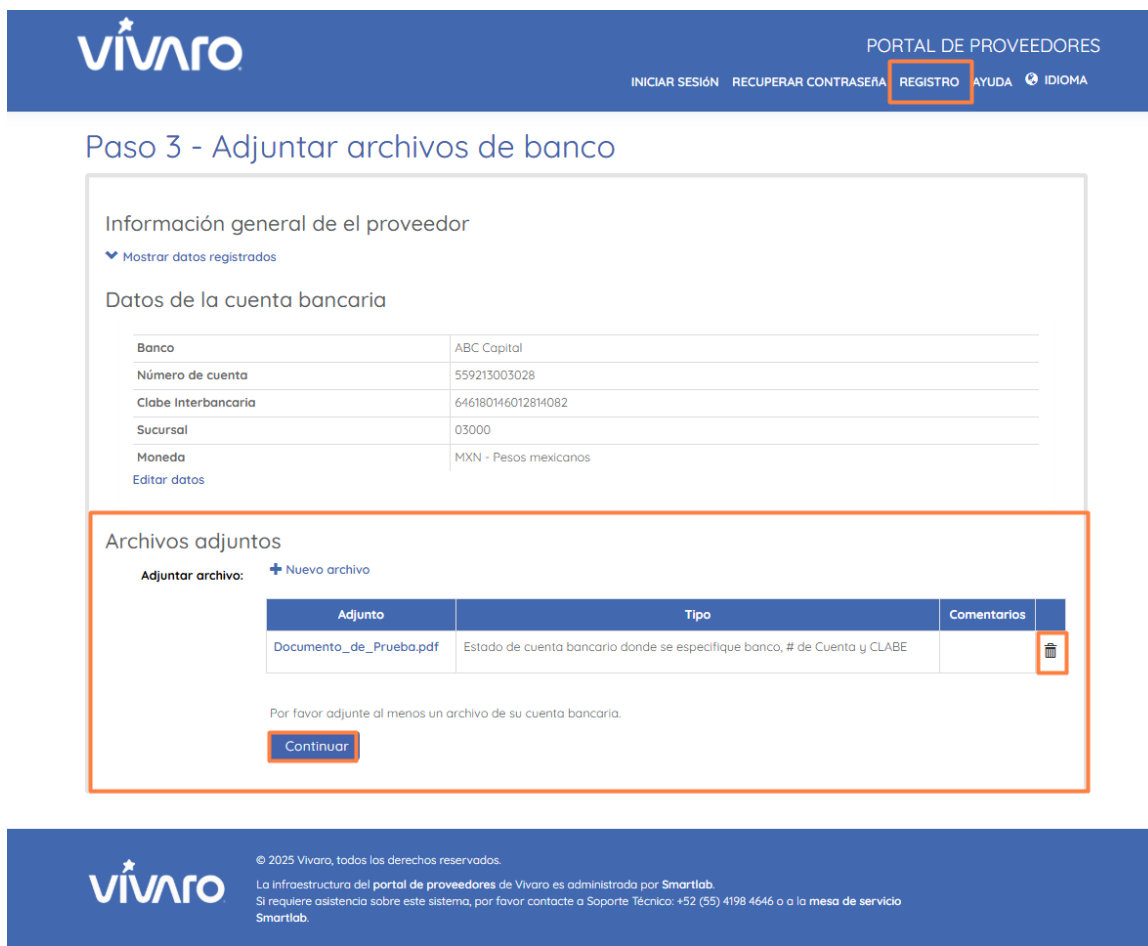 vívaro
PORTAL DE PROVEEDORES
INICIAR SESIóN RECUPERAR CONTRASEñA REGISTRO AYUDA IDIOMA
Paso 3 - Adjuntar archivos de banco
Información general de el proveedor
Mostrar datos registrados
Datos de la cuenta bancaria
Banco ABC Capital
Número de cuenta 559213003028
Clabe Interbancaria 646180146012814082
Sucursal 03000
Moneda MXN - Pesos mexicanos
Editar datos
Archivos adjuntos
Adjuntar archivo: Nuevo archivo
Adjunto Tipo Comentarios
Documento_de_Prueba.pdf Estado de cuenta bancario donde se especifique banco, # de Cuenta y CLABE
Por favor adjunte al menos un archivo de su cuenta bancaria.
Continuar
vívaro
© 2025 Vivaro, todos los derechos reservados.
La infraestructura del portal de proveedores de Vivaro es administrada por Smartlab.
Si requiere asistencia sobre este sistema, por favor contacte a Soporte Técnico: +52 (55) 4198 4646 o a la mesa de servicio
Smartlab.